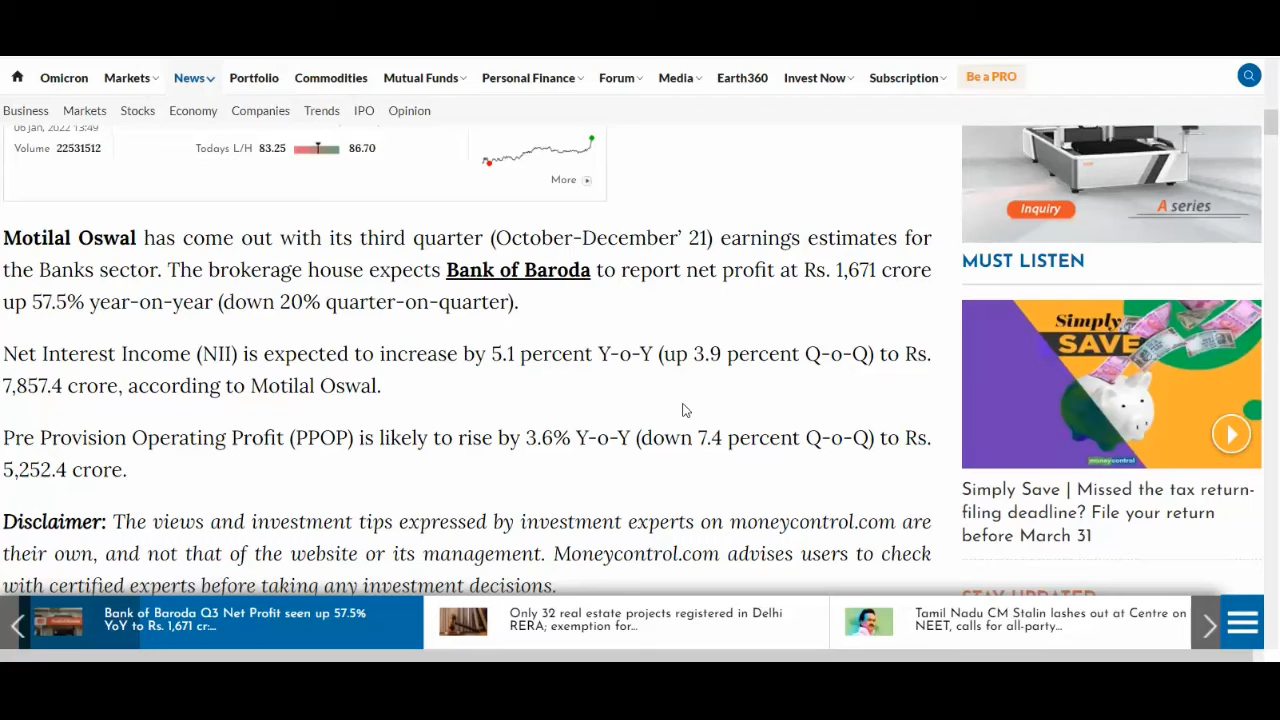 Omicron Markets News Portfolio Commodities Mutual Funds Personal Finance Forum Media Earth360 Invest Now Subscription Be a PRO
Business Markets Stocks Economy Companies Trends IPO Opinion
06 Jan, 2022 13:49
Volume 22531512
Todays L/H 83.25 86.70
More
Motilal Oswal has come out with its third quarter (October-December’ 21) earnings estimates for
the Banks sector. The brokerage house expects Bank of Baroda to report net profit at Rs. 1,671 crore
up 57.5% year-on-year (down 20% quarter-on-quarter).
Net Interest Income (NII) is expected to increase by 5.1 percent Y-o-Y (up 3.9 percent Q-o-Q) to Rs.
7,857.4 crore, according to Motilal Oswal.
Pre Provision Operating Profit (PPOP) is likely to rise by 3.6% Y-o-Y (down 7.4 percent Q-o-Q) to Rs.
5,252.4 crore.
Disclaimer: The views and investment tips expressed by investment experts on moneycontrol.com are
their own, and not that of the website or its management. Moneycontrol.com advises users to check
with certified experts before taking any investment decisions.
Inquiry
A series
MUST LISTEN
Simply
SAVE
moneycontrol
Simply Save | Missed the tax return-
filing deadline? File your return
before March 31
STAY UPDATED
Bank of Baroda Q3 Net Profit seen up 57.5%
YoY to Rs. 1,671 cr:...
Only 32 real estate projects registered in Delhi
RERA; exemption for...
Tamil Nadu CM Stalin lashes out at Centre on
NEET, calls for all-party...